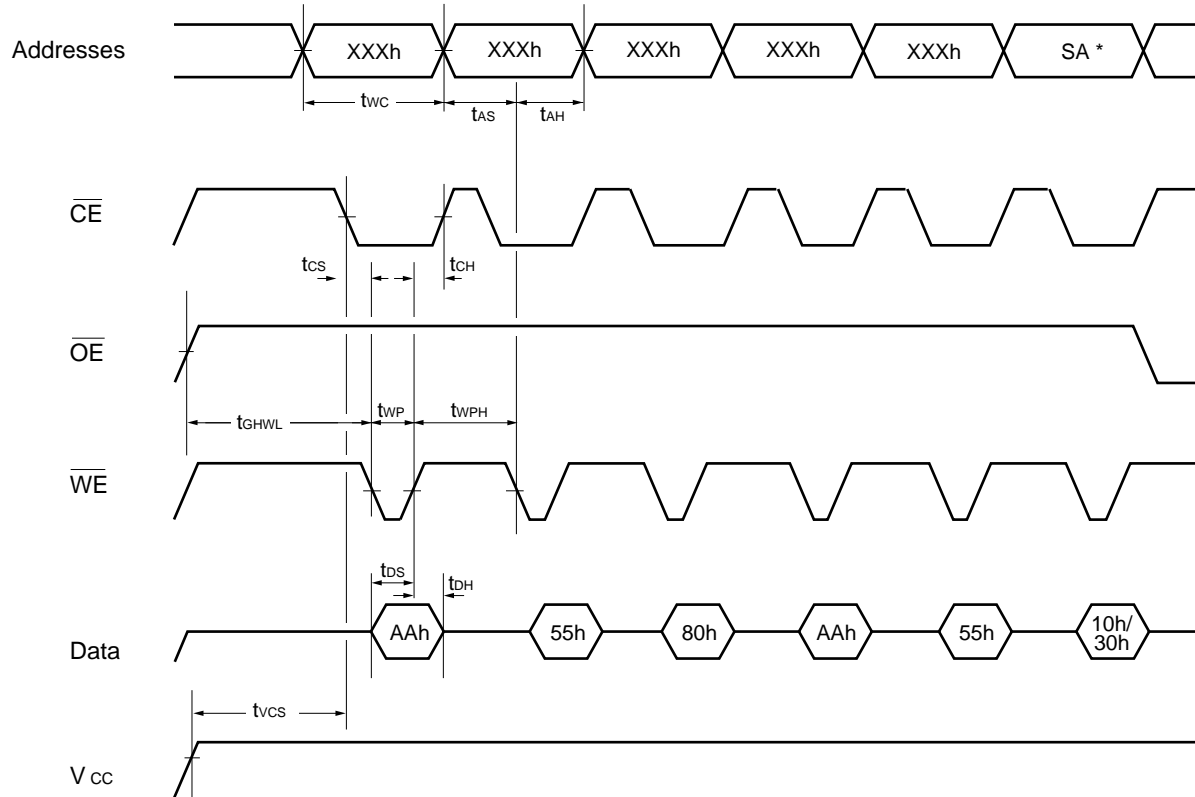 Addresses
XXXh XXXh XXXh XXXh XXXh SA *
tWC tAS tAH
CE
tCS tCH
OE
tGHWL tWP tWPH
WE
tDS tDH
Data
AAh 55h 80h AAh 55h 10h/
30h
tVCS
V CC